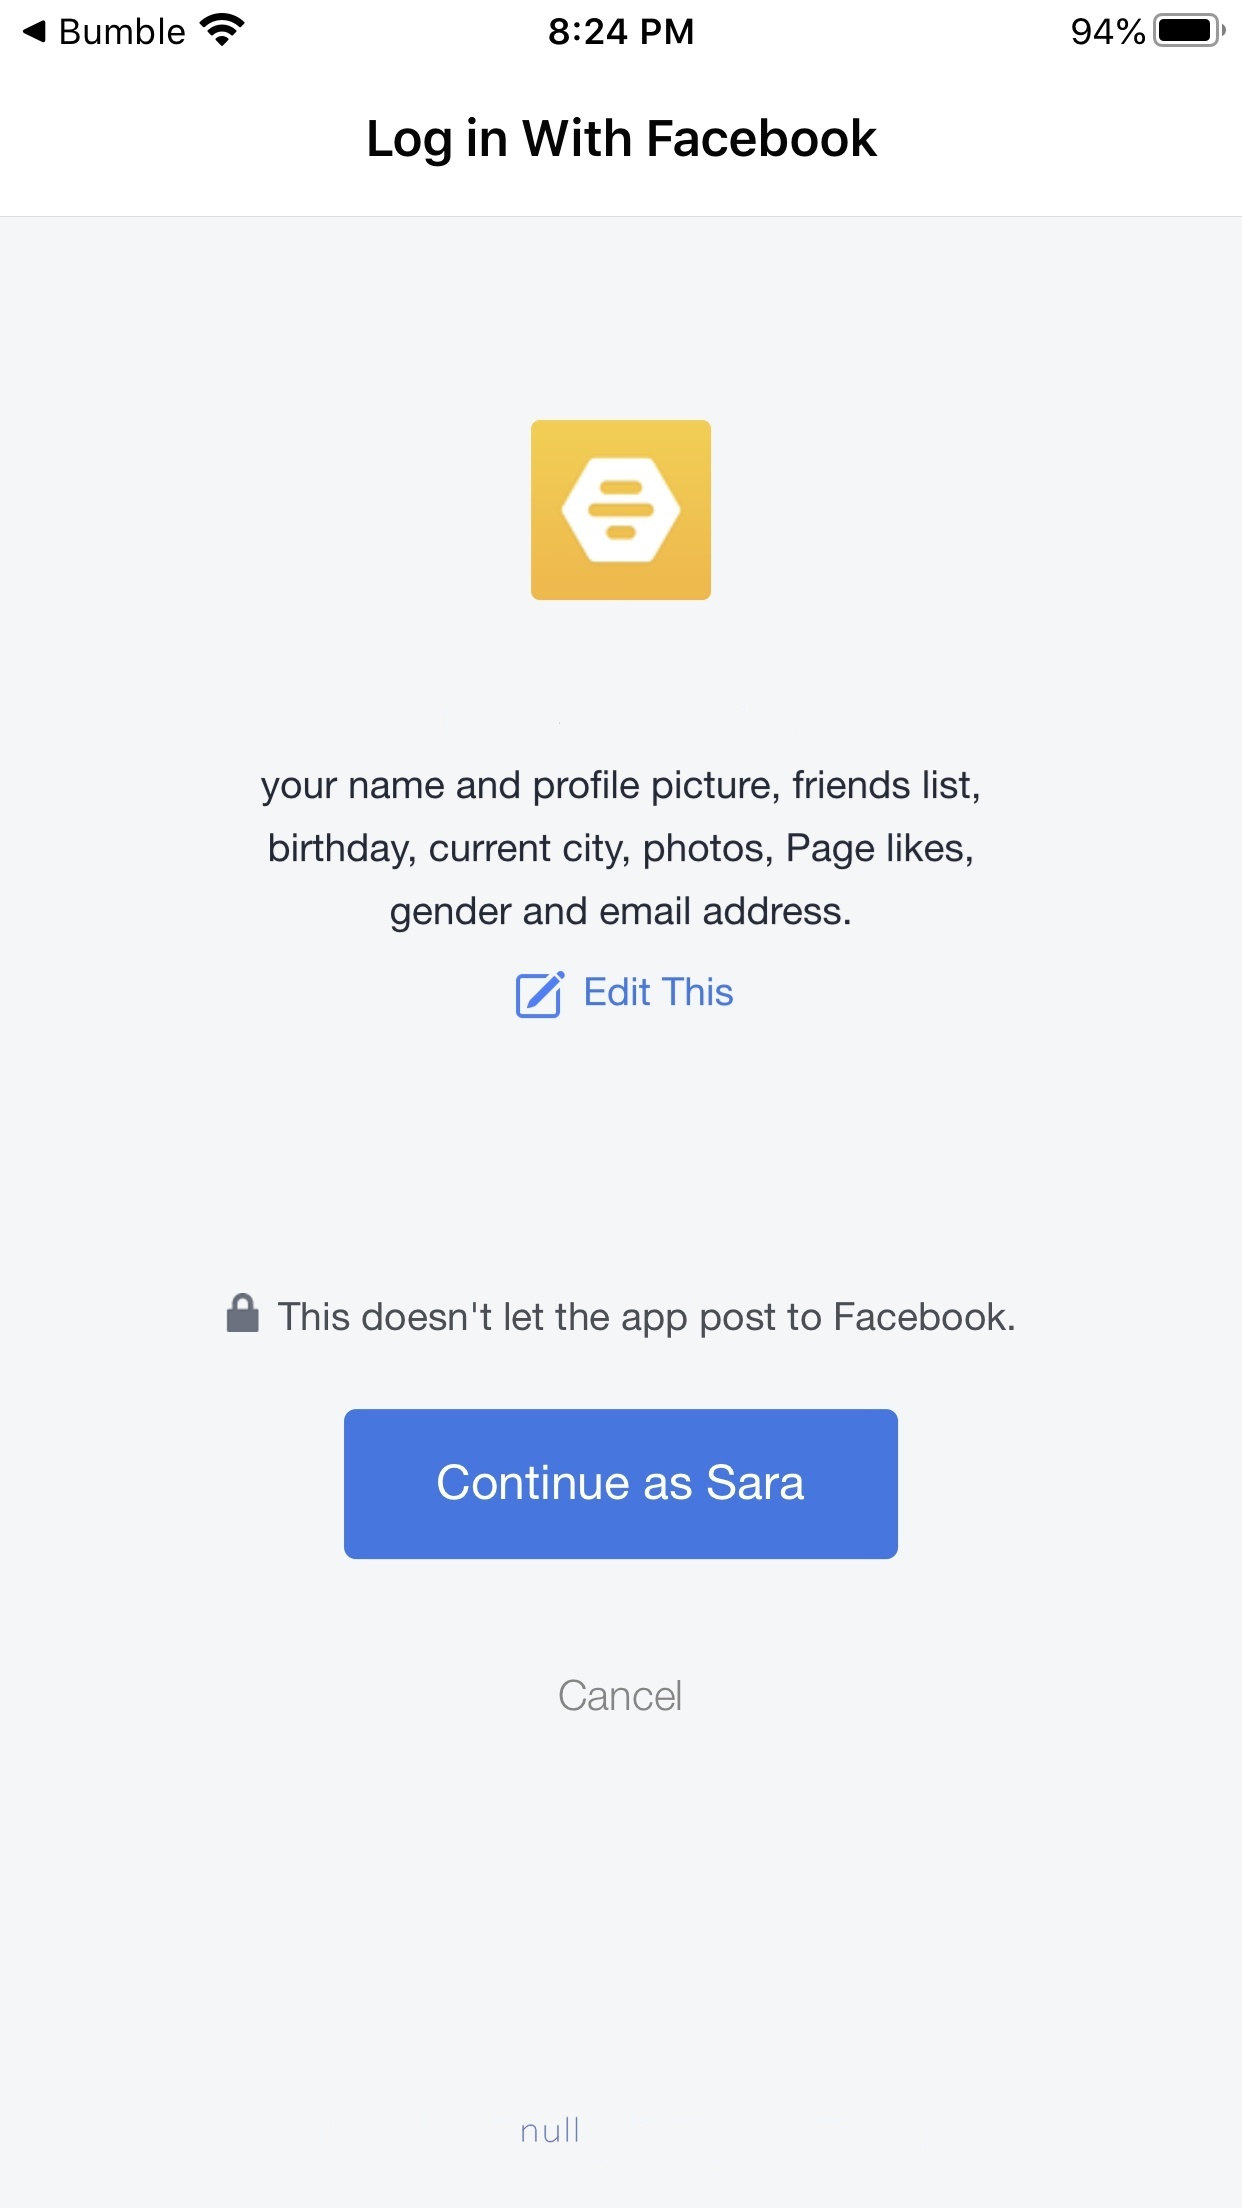 Bumble
8:24 PM
94%
Log in With Facebook
your name and profile picture, friends list,
birthday, current city, photos, Page likes,
gender and email address.
Edit This
This doesn't let the app post to Facebook.
Continue as Sara
Cancel
null